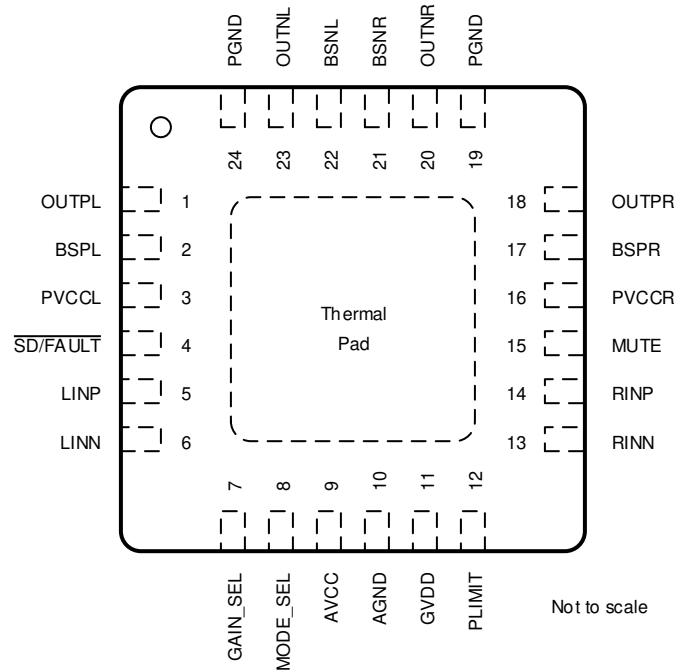 PGND
OUTNL
BSNL
BSNR
OUTNR
PGND
24
23
22
21
20
19
OUTPL 1
18 OUTPR
BSPL 2
17 BSPR
PVCCL 3
16 PVCCR
Thermal
Pad
SD/FAULT 4
15 MUTE
LINP 5
14 RINP
LINN 6
13 RINN
7
8
9
10
11
12
GAIN_SEL
MODE_SEL
AVCC
AGND
GVDD
PLIMIT
Not to scale